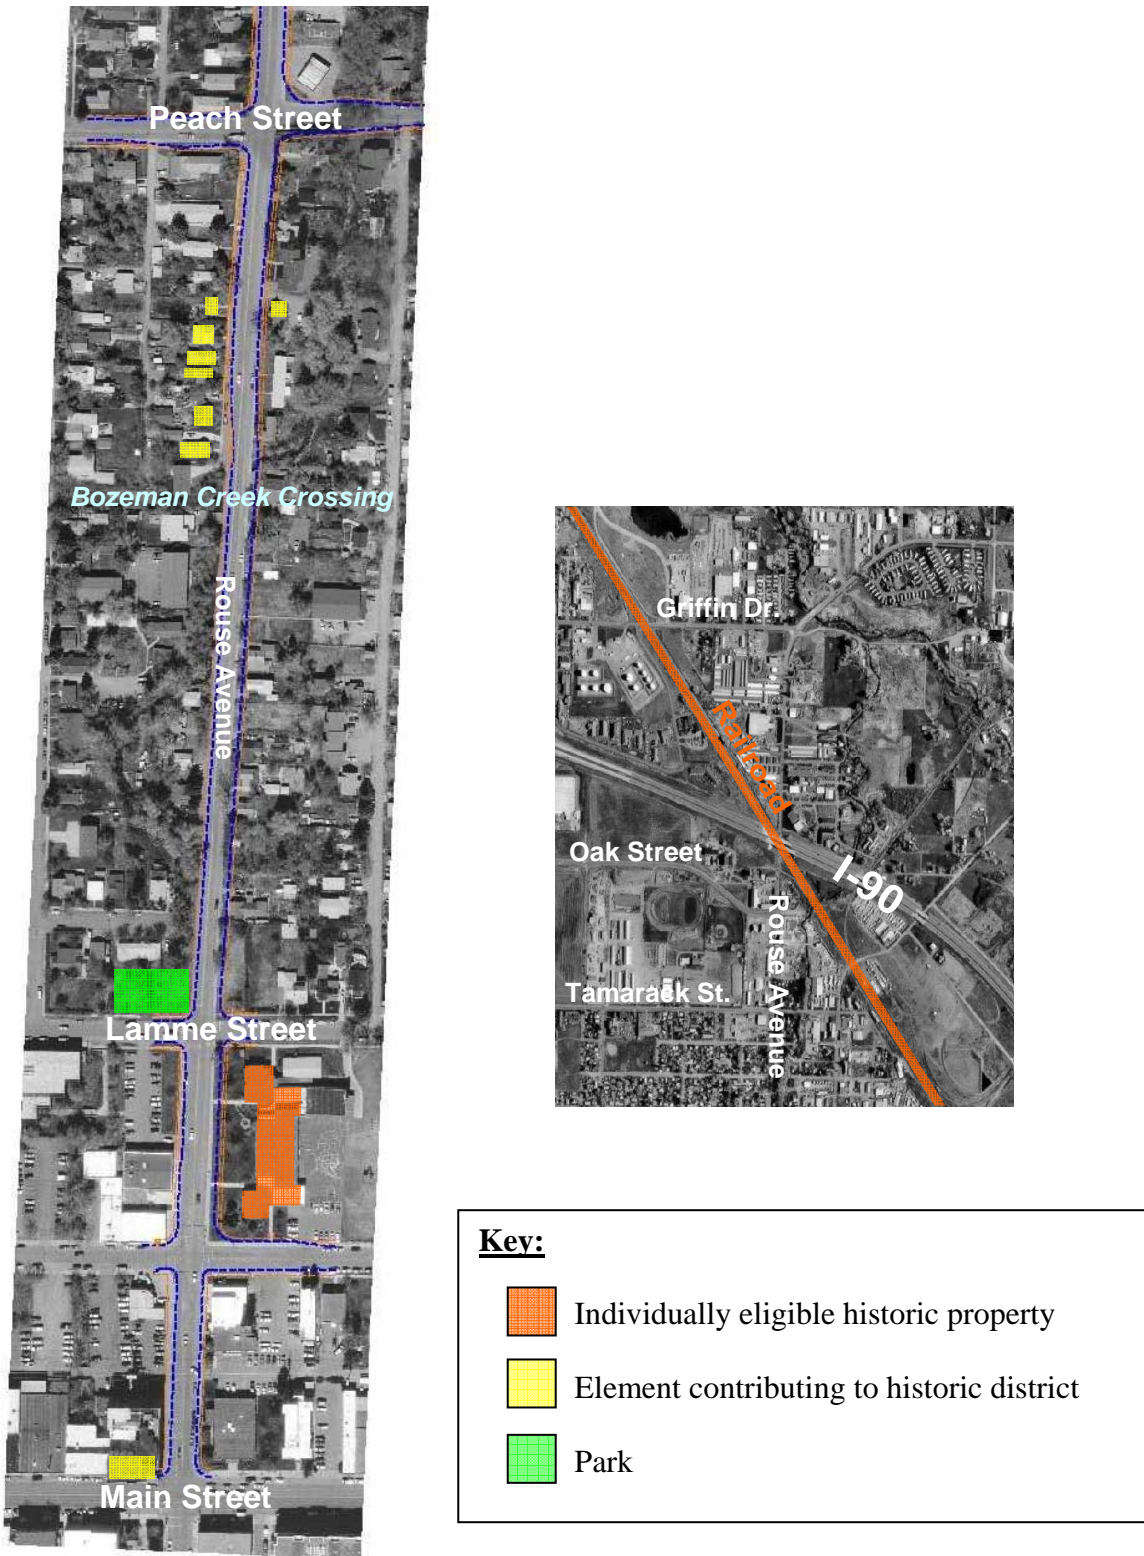 Peach Street
Bozeman Creek Crossing
Rouse Avenue
Lamme Street
Main Street
Griffin Dr.
Railroad
I-90
Oak Street
Rouse Avenue
Tamarack St.
Key:
Individually eligible historic property
Element contributing to historic district
Park